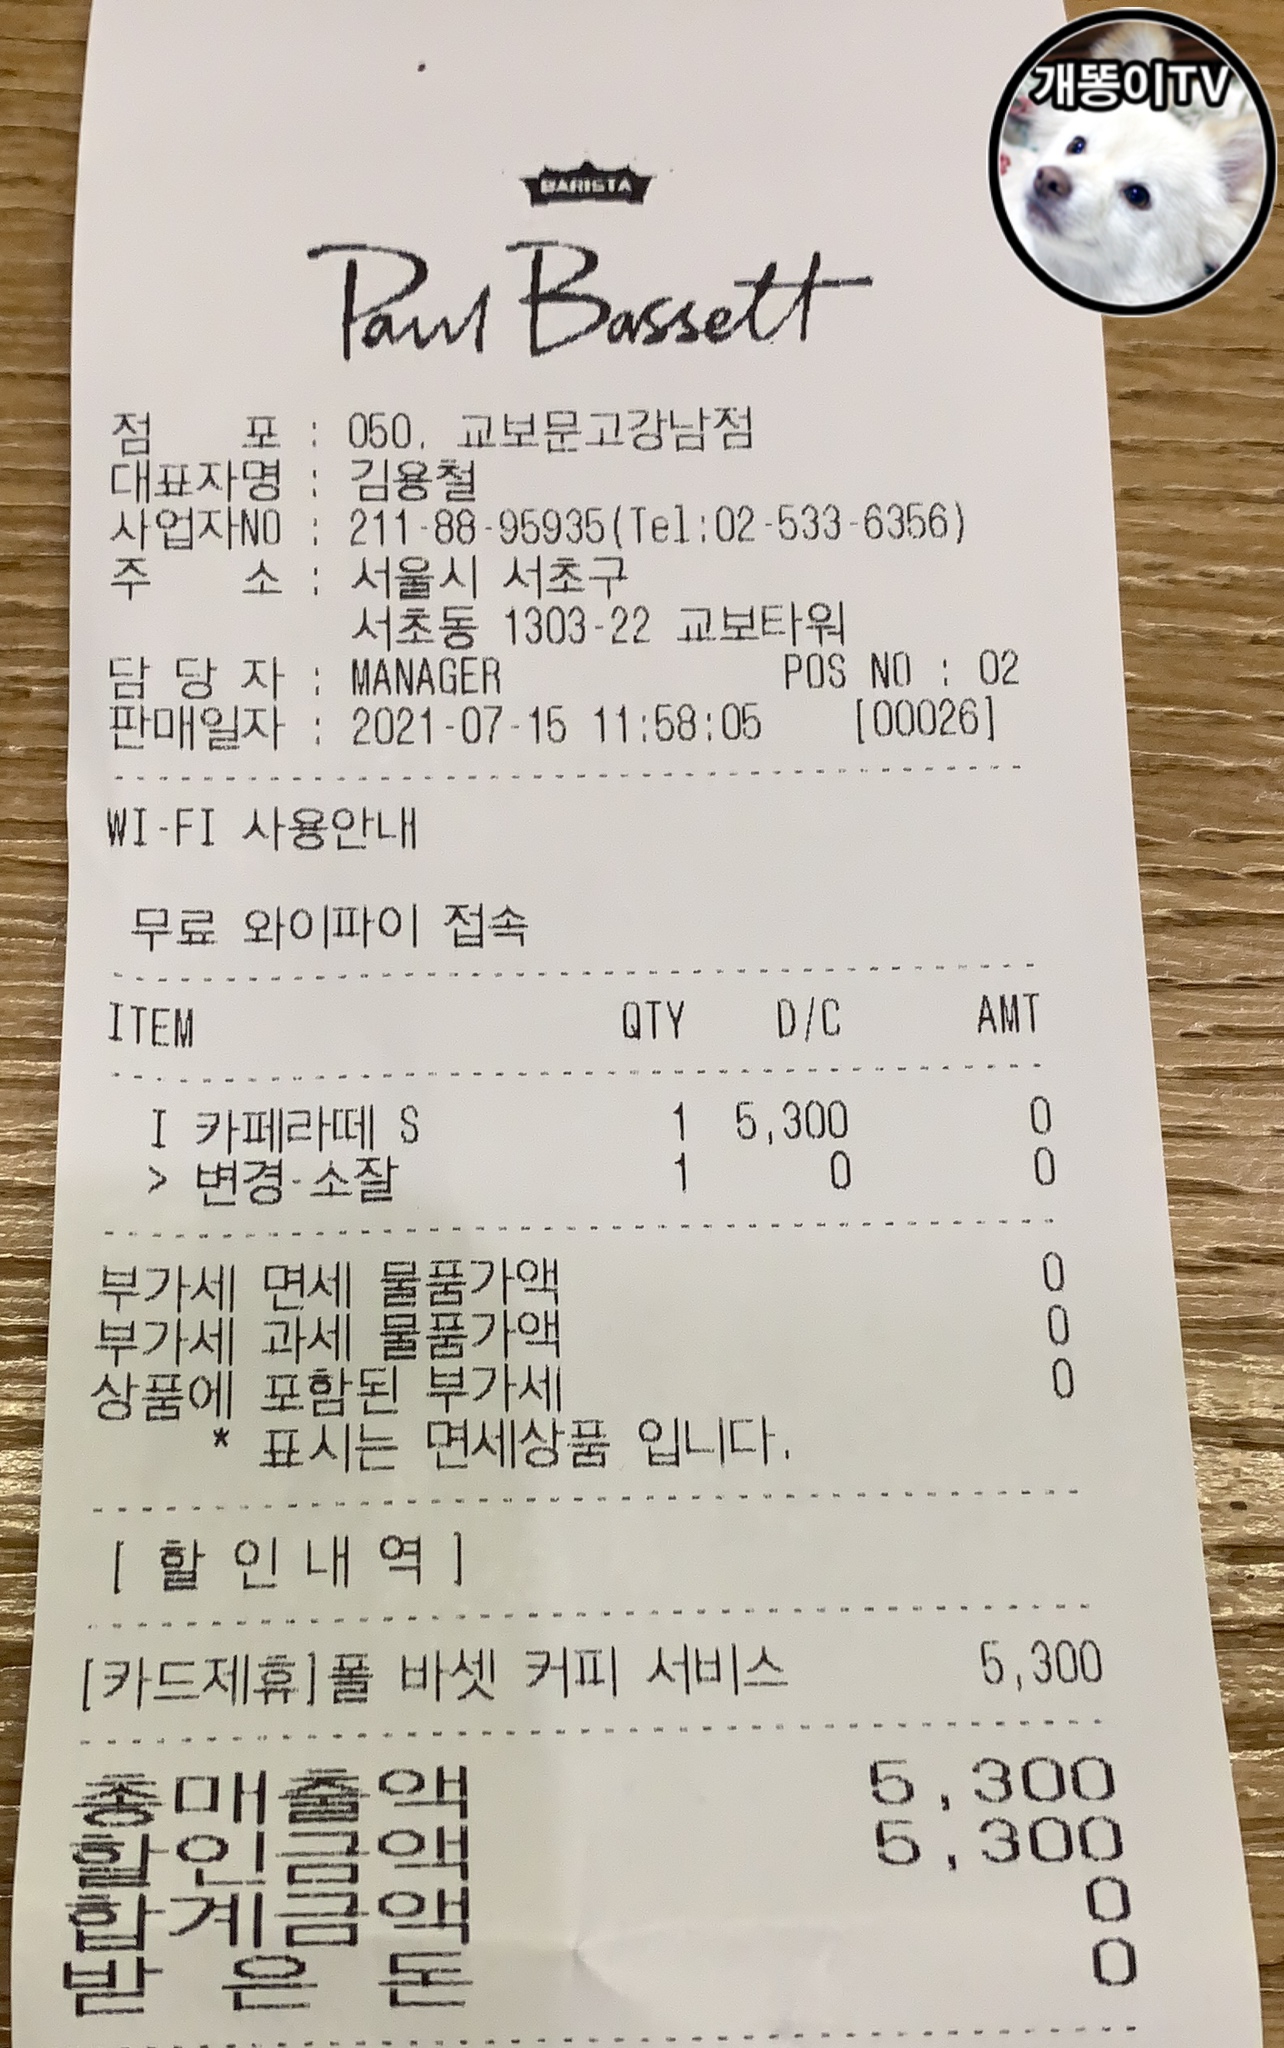 개똥이TV
BARISTA
Paul Bassett
점 포 : 050. 교보문고강남점
대표자명 : 김용철
사업자NO : 211-88-95935(Tel:02-533-6356)
주 소 : 서울시 서초구
서초동 1303-22 교보타워
담 당 자 : MANAGER POS NO : 02
판매일자 : 2021-07-15 11:58:05 [00026]
WI-FI 사용안내
무료 와이파이 접속
ITEM QTY D/C AMT
I 카페라떼 S 1 5,300 0
> 변경-소잘 1 0 0
부가세 면세 물품가액 0
부가세 과세 물품가액 0
상품에 포함된 부가세 0
* 표시는 면세상품 입니다.
[ 할 인 내 역 ]
[카드제휴]폴 바셋 커피 서비스 5,300
총매출액 5,300
할인금액 5,300
합계금액 0
받 은 돈 0